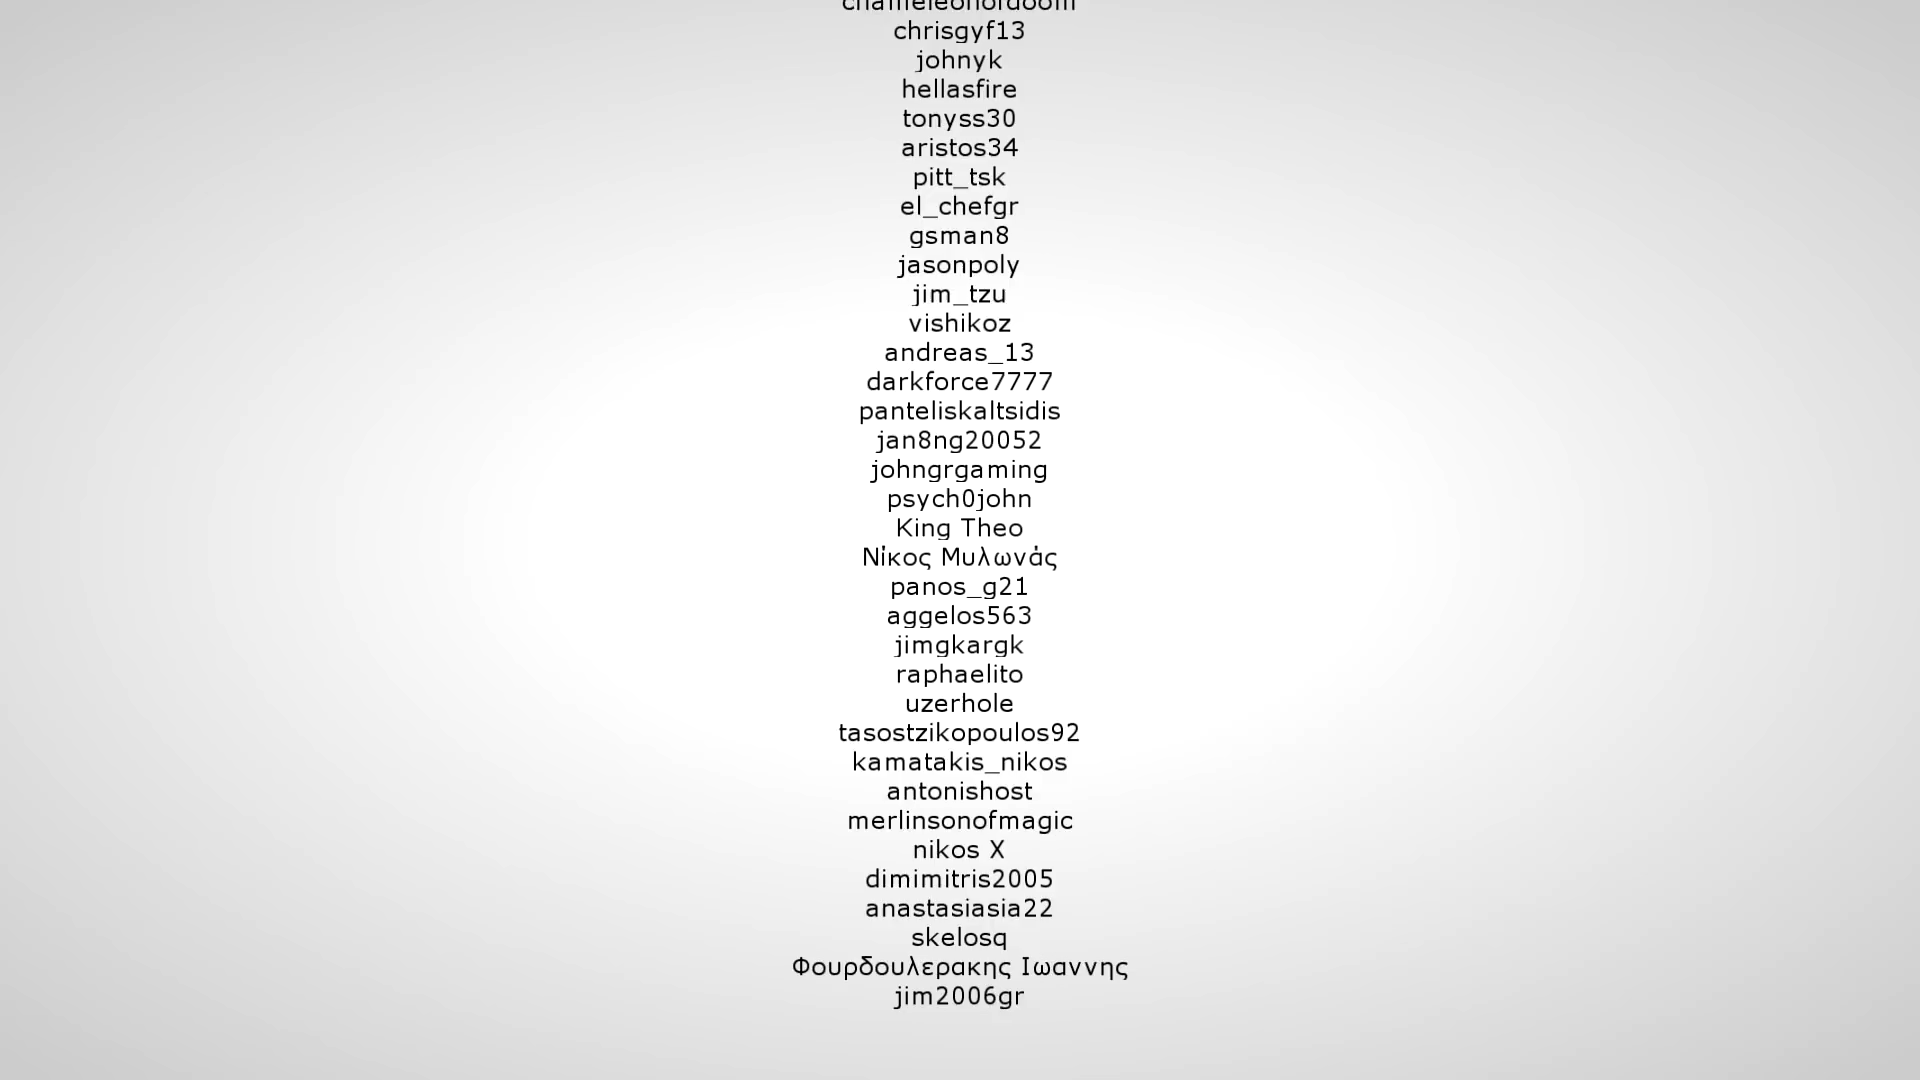 chameleonofdoom
chrisgyf13
johnyk
hellasfire
tonyss30
aristos34
pitt_tsk
el_chefgr
gsman8
jasonpoly
jim_tzu
vishikoz
andreas_13
darkforce7777
panteliskaltsidis
jan8ng20052
johngrgaming
psych0john
King Theo
Νίκος Μυλωνάς
panos_g21
aggelos563
jimgkargk
raphaelito
uzerhole
tasostzikopoulos92
kamatakis_nikos
antonishost
merlinsonofmagic
nikos X
dimimitris2005
anastasiasia22
skelosq
Φουρδουλερακης Ιωαννης
jim2006gr